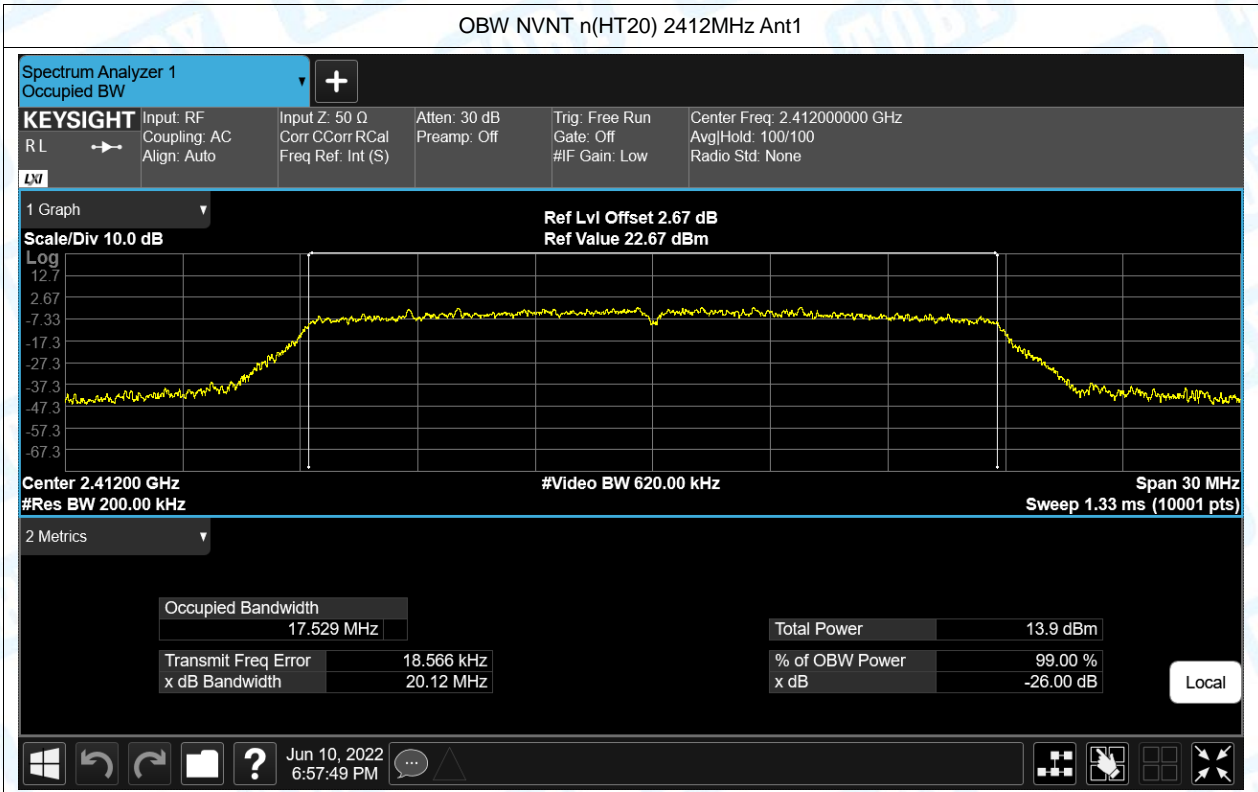 OBW NVNT n(HT20) 2412MHz Ant1
Spectrum Analyzer 1
Occupied BW
+
KEYSIGHT
R L
LXI
Input: RF
Coupling: AC
Align: Auto
Input Z: 50 Ω
Corr CCorr RCal
Freq Ref: Int (S)
Atten: 30 dB
Preamp: Off
Trig: Free Run
Gate: Off
#IF Gain: Low
Center Freq: 2.412000000 GHz
Avg|Hold: 100/100
Radio Std: None
1 Graph
Scale/Div 10.0 dB
Ref Lvl Offset 2.67 dB
Ref Value 22.67 dBm
Log
12.7
2.67
-7.33
-17.3
-27.3
-37.3
-47.3
-57.3
-67.3
Center 2.41200 GHz
#Res BW 200.00 kHz
#Video BW 620.00 kHz
Span 30 MHz
Sweep 1.33 ms (10001 pts)
2 Metrics
Occupied Bandwidth
17.529 MHz
Transmit Freq Error 18.566 kHz
x dB Bandwidth 20.12 MHz
Total Power 13.9 dBm
% of OBW Power 99.00 %
x dB -26.00 dB
Local
?
Jun 10, 2022
6:57:49 PM